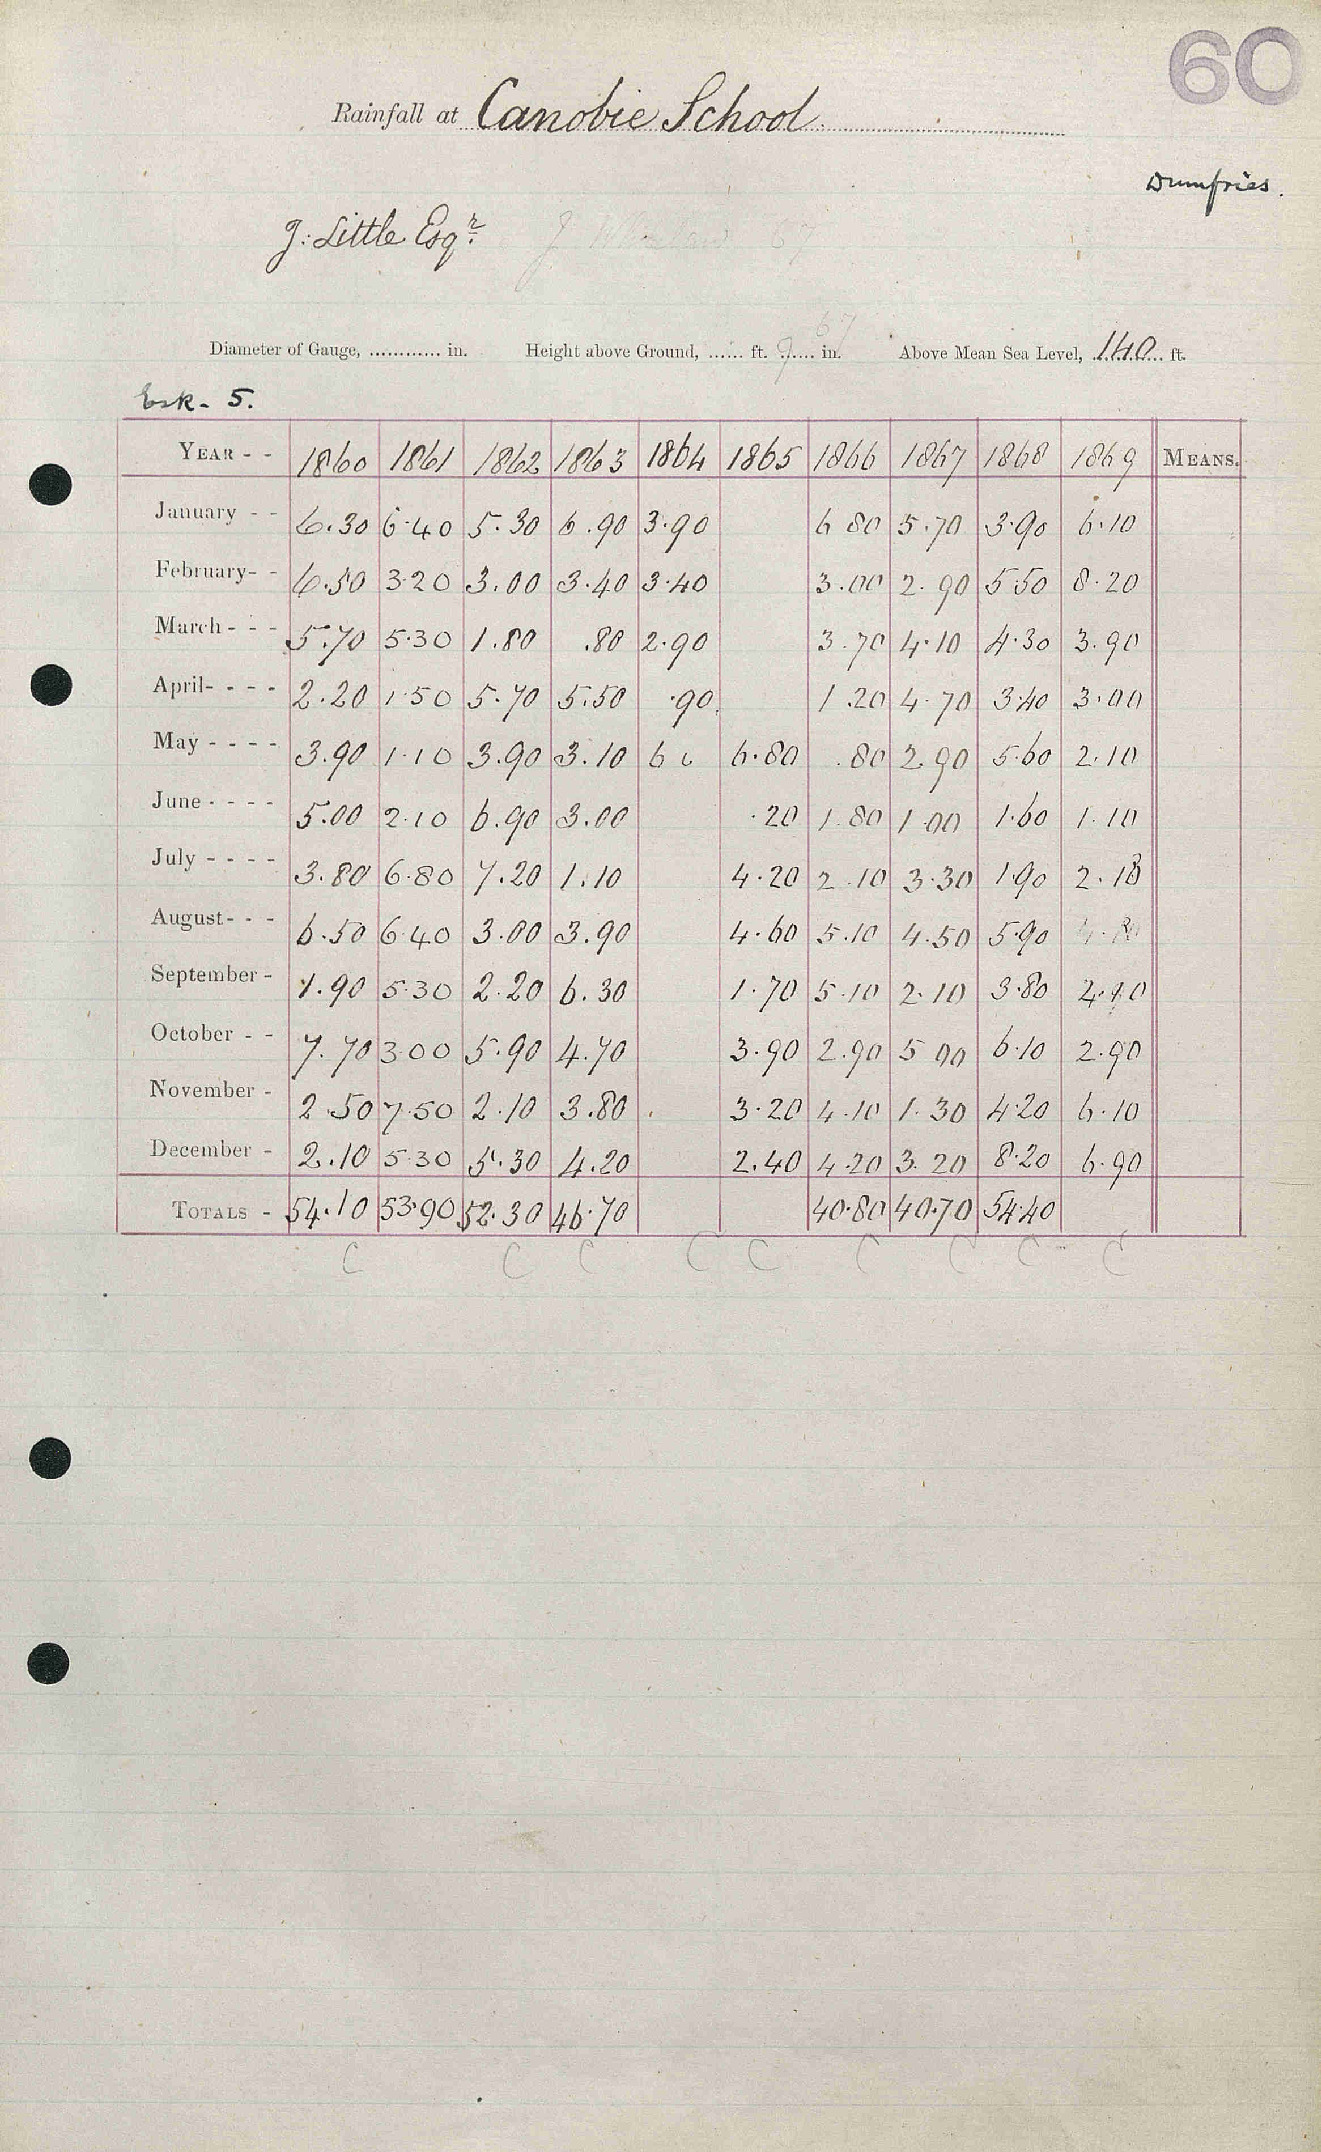 60
Rainfall at Canobie School
Dumfries.
J. Little Esqr.
Diameter of Gauge, ............ in. Height above Ground, ...... ft. 9 in. Above Mean Sea Level, 140 ft.
67
Esk - 5.
YEAR - - 1860 1861 1862 1863 1864 1865 1866 1867 1868 1869 MEANS.
January - - 6.30 6.40 5.30 6.90 3.90 6 80 5.70 3.90 6.10
February - - 6.50 3.20 3.00 3.40 3.40 3.00 2.90 5.50 8.20
March - - - 5.70 5.30 1.80 .80 2.90 3.70 4.10 4.30 3.90
April - - - - 2.20 1.50 5.70 5.50 .90 1.20 4.70 3.40 3.00
May - - - - 3.90 1.10 3.90 3.10 6.80 .80 2.90 5.60 2.10
June - - - - 5.00 2.10 6.90 3.00 .20 1.80 1.00 1.60 1.10
July - - - - 3.80 6.80 7.20 1.10 4.20 2.10 3.30 1.90
August - - - 6.50 6.40 3.00 3.90 4.60 5.10 4.50 5.90
September - 1.90 5.30 2.20 6.30 1.70 5.10 2.10 3.80
October - - 7.70 3.00 5.90 4.70 3.90 2.90 5 00 6.10 2.90
November - 2.50 7.50 2.10 3.80 3.20 4.10 1.30 4.20 6.10
December - 2.10 5.30 5.30 4.20 2.40 4.20 3.20 8.20 6.90
TOTALS - 54.10 53.90 52.30 46.70 40.80 40.70 54.40
C C C C C C C C C